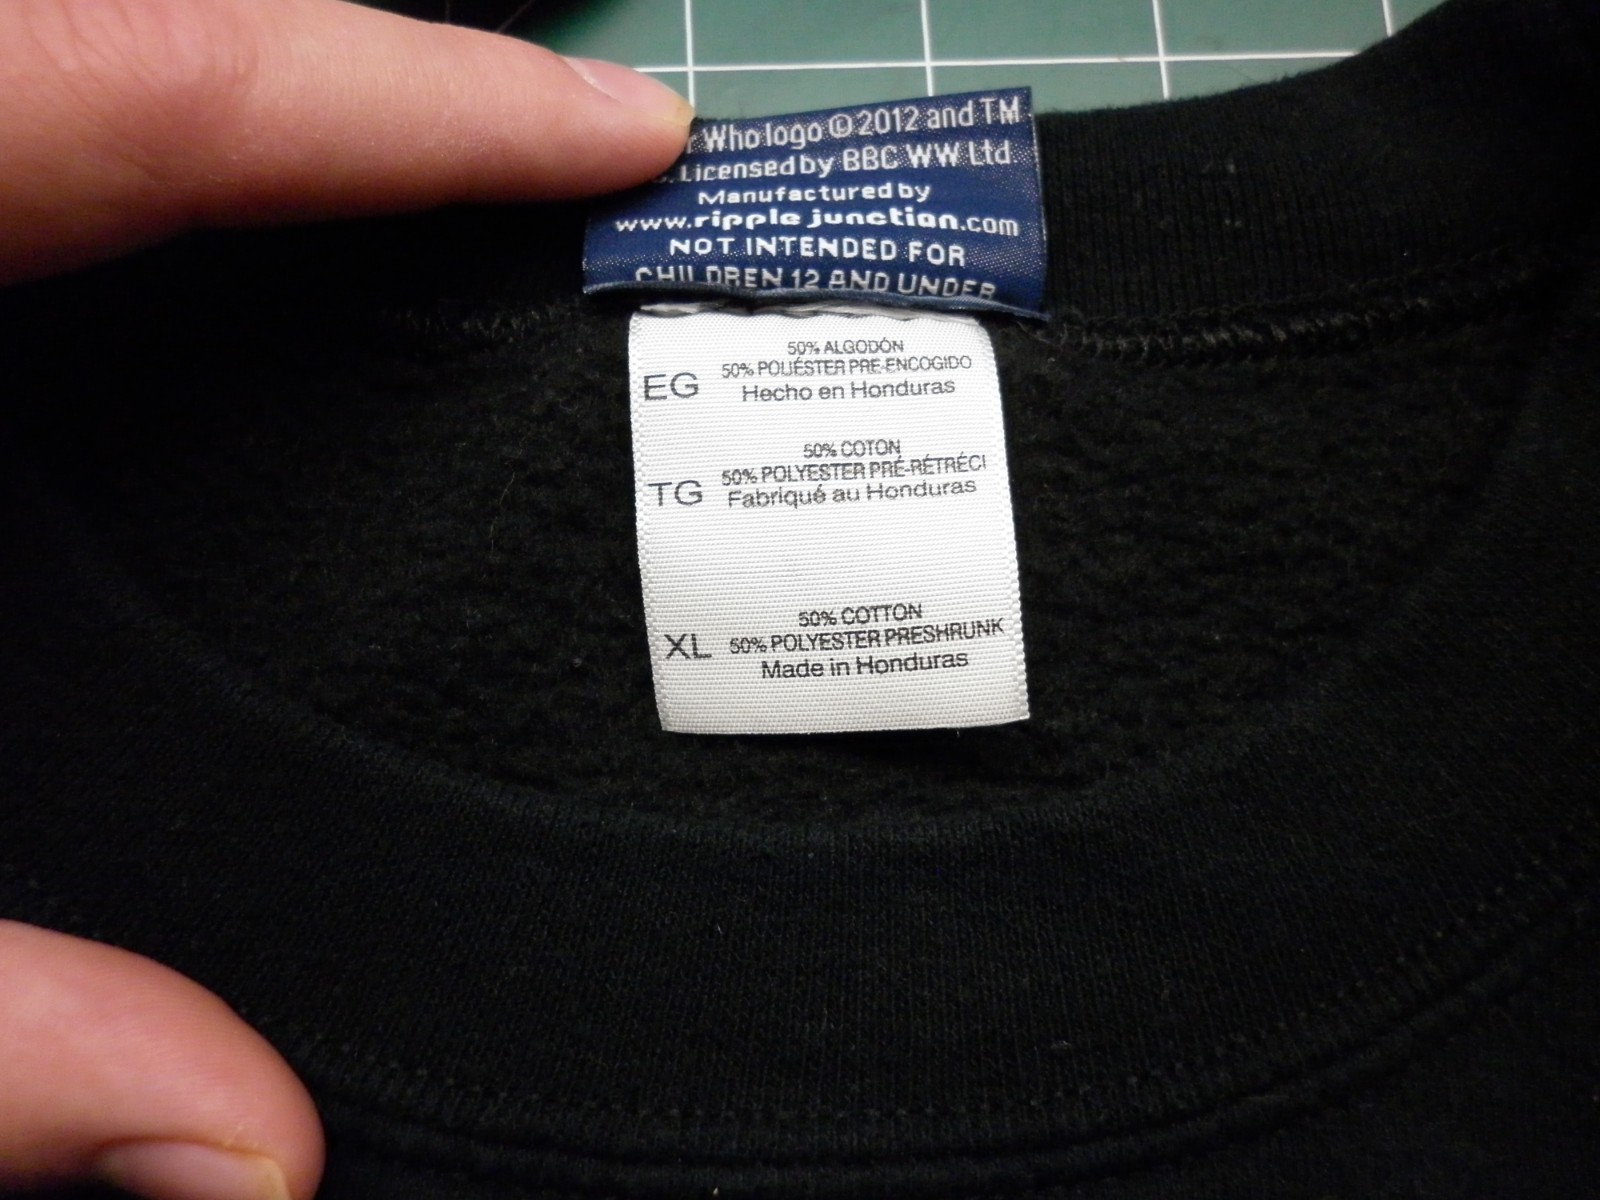 Who logo © 2012 and TM
Licensed by BBC WW Ltd.
Manufactured by
www.ripple junction.com
NOT INTENDED FOR
CHILDREN 12 AND UNDER
50% ALGODÓN
EG 50% POLIÉSTER PRE-ENCOGIDO
Hecho en Honduras
50% COTON
TG 50% POLYESTER PRÉ-RÉTRÉCI
Fabriqué au Honduras
50% COTTON
XL 50% POLYESTER PRESHRUNK
Made in Honduras